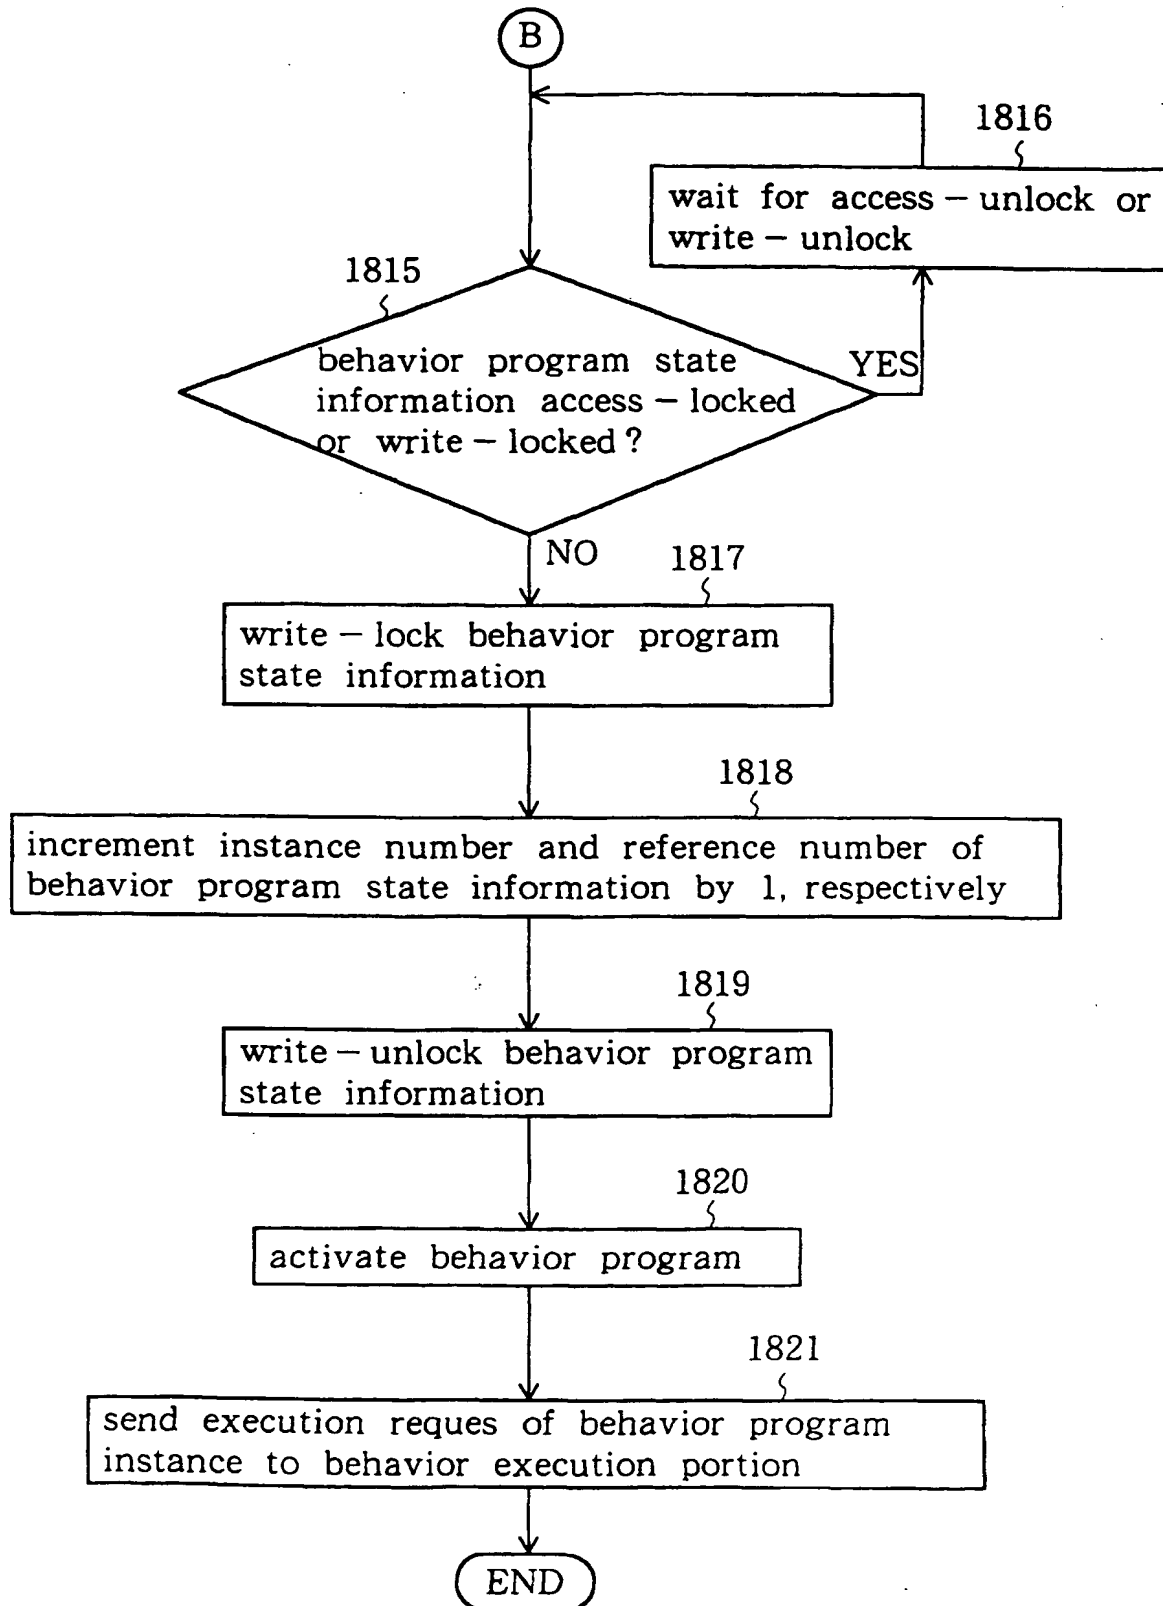 B
1816
wait for access – unlock or
write – unlock
1815
behavior program state
information access – locked
or write – locked ?
YES
NO
1817
write – lock behavior program
state information
1818
increment instance number and reference number of
behavior program state information by 1, respectively
1819
write – unlock behavior program
state information
1820
activate behavior program
1821
send execution reques of behavior program
instance to behavior execution portion
END